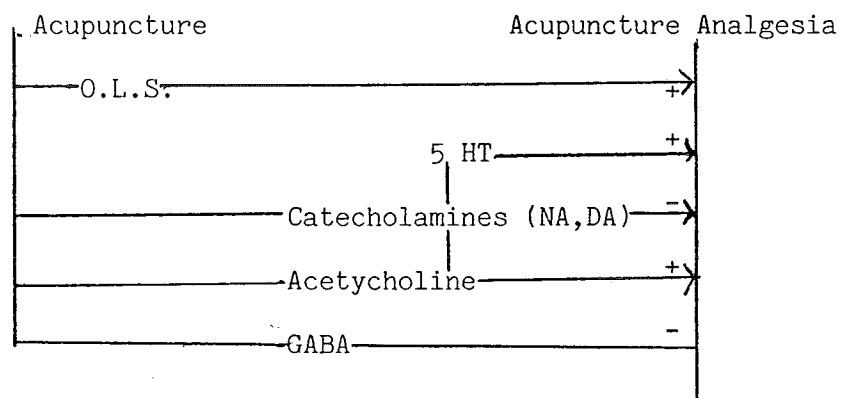 Acupuncture Acupuncture Analgesia
O.L.S. +
5 HT +
Catecholamines (NA,DA) -
Acetycholine +
GABA -